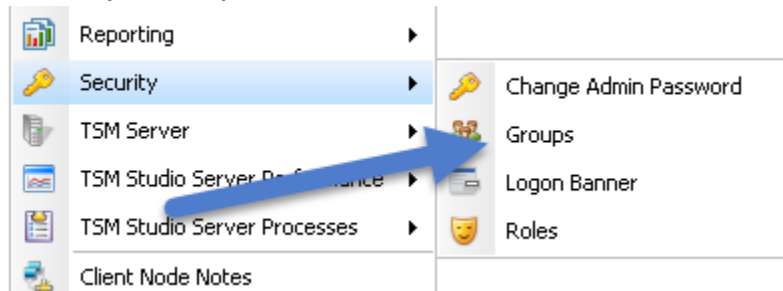 Reporting
Security
TSM Server
TSM Studio Server Performance
TSM Studio Server Processes
Client Node Notes
Change Admin Password
Groups
Logon Banner
Roles